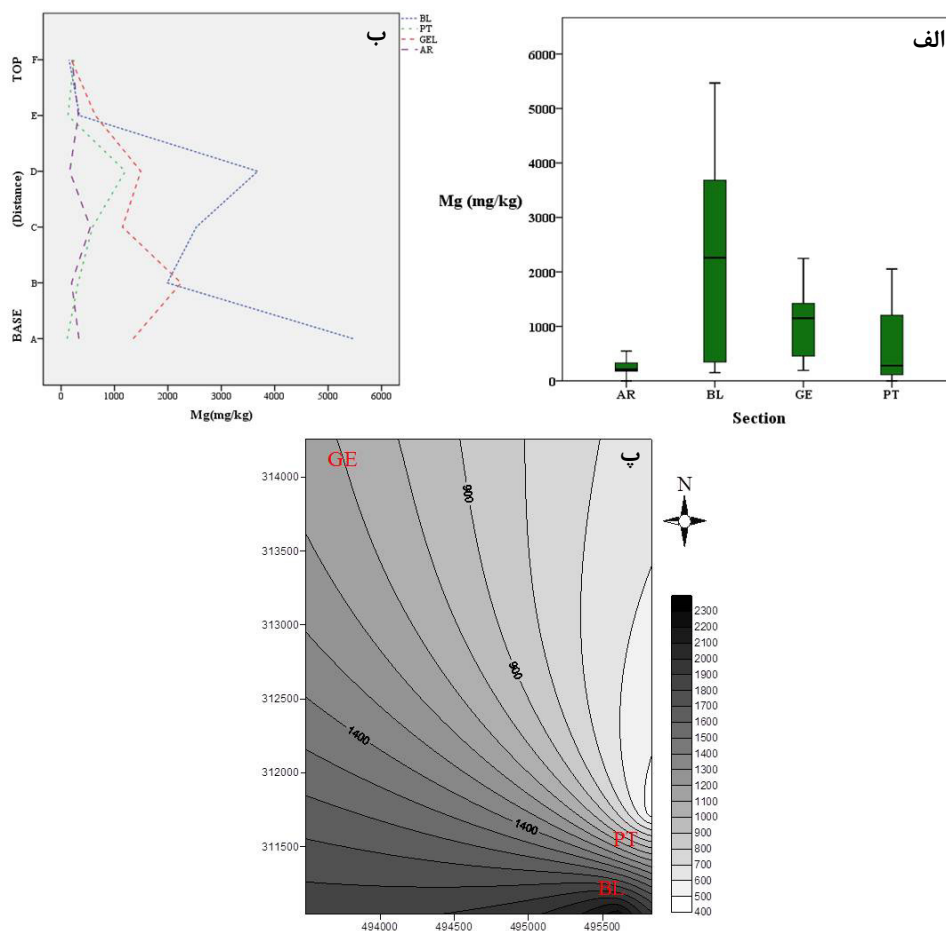 ب
BL
PT
GEL
AR
TOP
(Distance)
BASE
F
E
D
C
B
A
0 1000 2000 3000 4000 5000 6000
Mg(mg/kg)
الف
6000
5000
4000
3000
2000
1000
0
Mg (mg/kg)
AR BL GE PT
Section
پ
GE
PT
BL
900
900
1400
1400
314000
313500
313000
312500
312000
311500
494000 494500 495000 495500
N
2300
2200
2100
2000
1900
1800
1700
1600
1500
1400
1300
1200
1100
1000
900
800
700
600
500
400